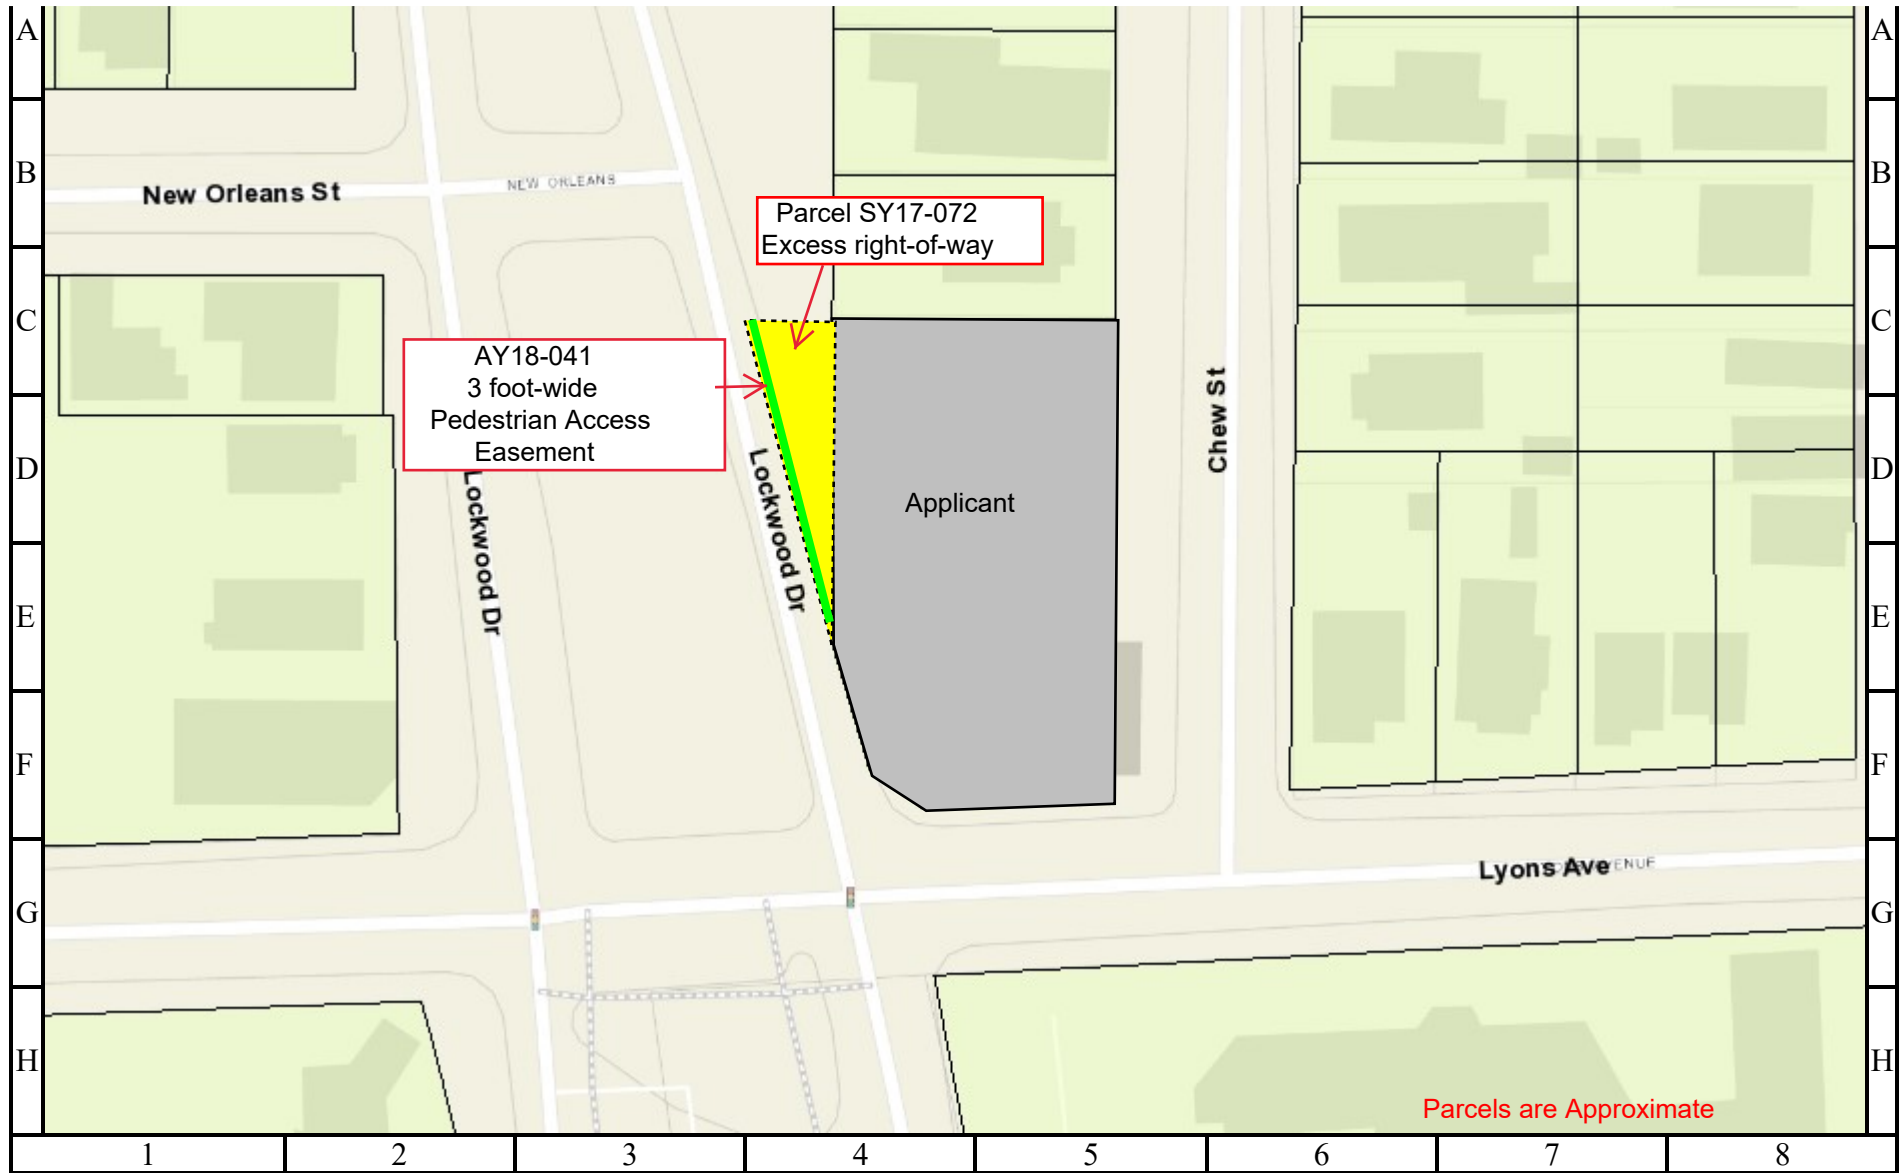 A
A
B
B
New Orleans St
NEW ORLEANS
Parcel SY17-072
Excess right-of-way
C
C
AY18-041
3 foot-wide
Pedestrian Access
Easement
Chew St
D
D
Lockwood Dr
Lockwood Dr
Applicant
E
E
F
F
Lyons Ave
G
G
H
H
Parcels are Approximate
1 2 3 4 5 6 7 8